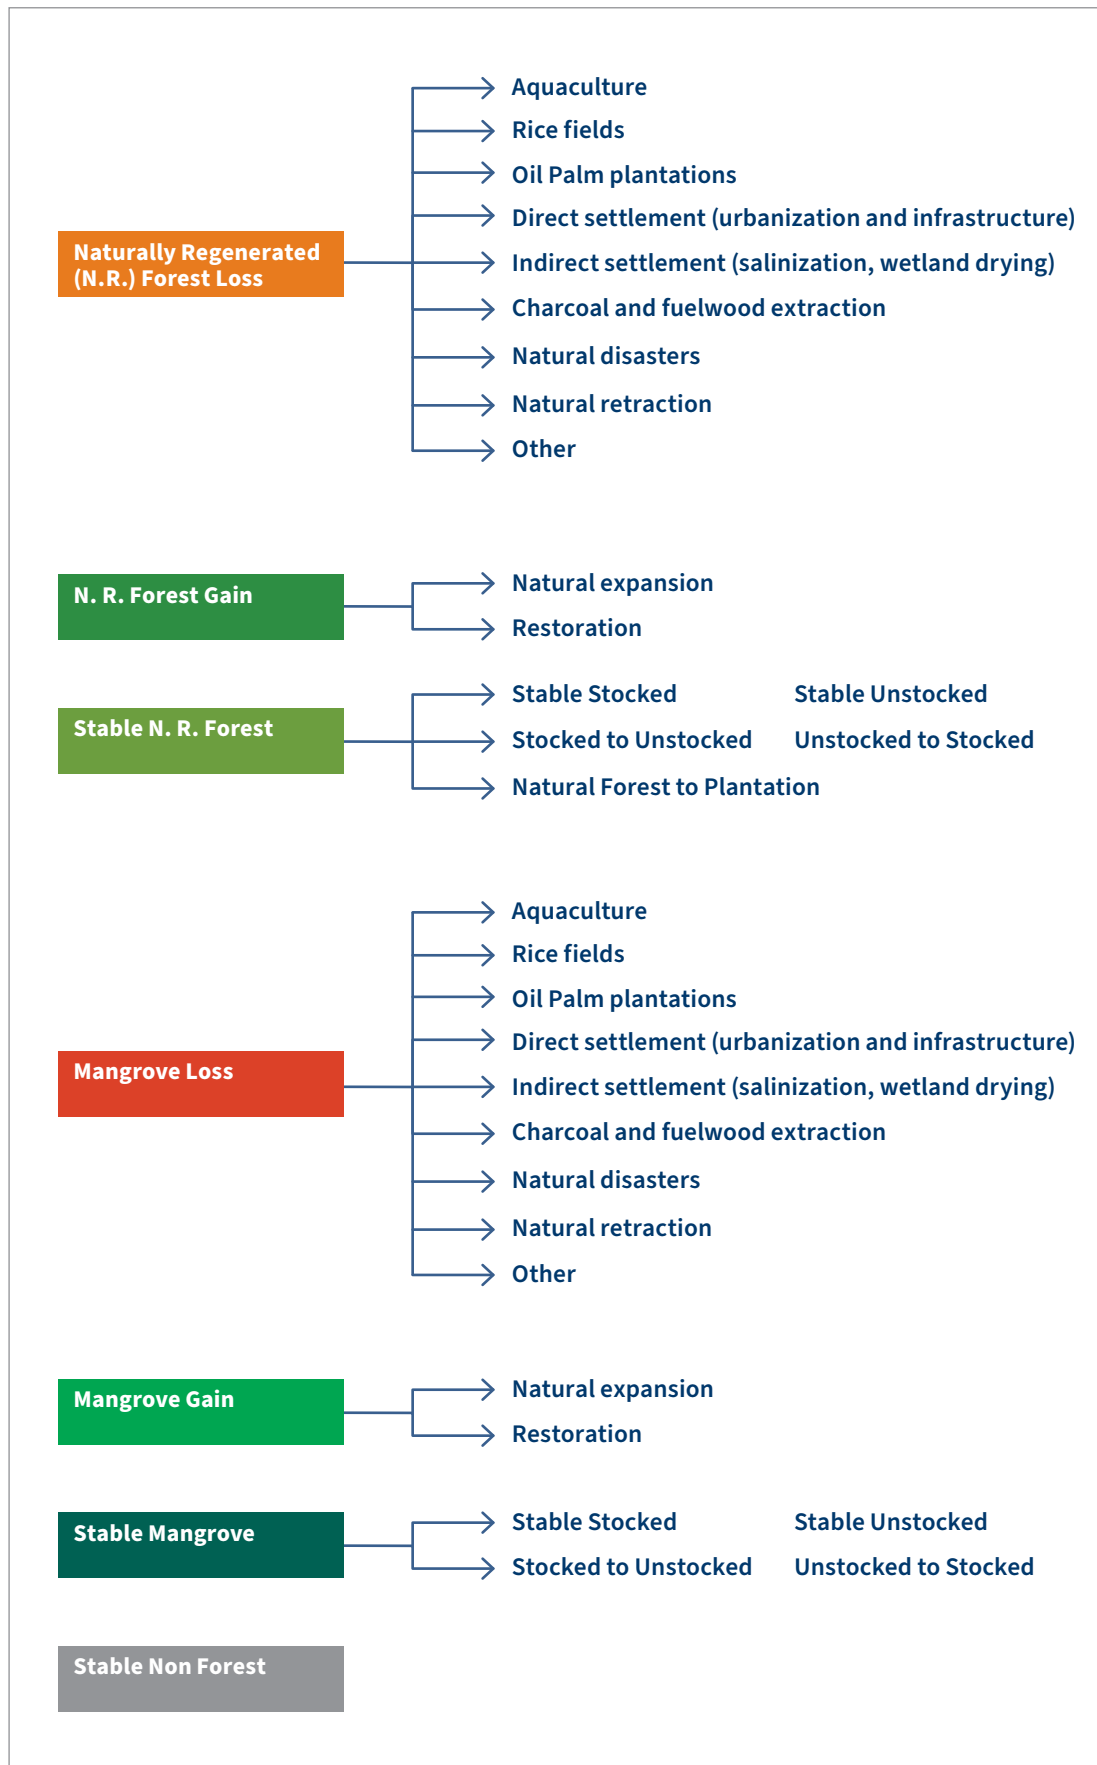 Aquaculture
Rice fields
Oil Palm plantations
Direct settlement (urbanization and infrastructure)
Naturally Regenerated
(N.R.) Forest Loss
Indirect settlement (salinization, wetland drying)
Charcoal and fuelwood extraction
Natural disasters
Natural retraction
Other
N. R. Forest Gain
Natural expansion
Restoration
Stable N. R. Forest
Stable Stocked Stable Unstocked
Stocked to Unstocked Unstocked to Stocked
Natural Forest to Plantation
Aquaculture
Rice fields
Oil Palm plantations
Direct settlement (urbanization and infrastructure)
Mangrove Loss
Indirect settlement (salinization, wetland drying)
Charcoal and fuelwood extraction
Natural disasters
Natural retraction
Other
Mangrove Gain
Natural expansion
Restoration
Stable Mangrove
Stable Stocked Stable Unstocked
Stocked to Unstocked Unstocked to Stocked
Stable Non Forest